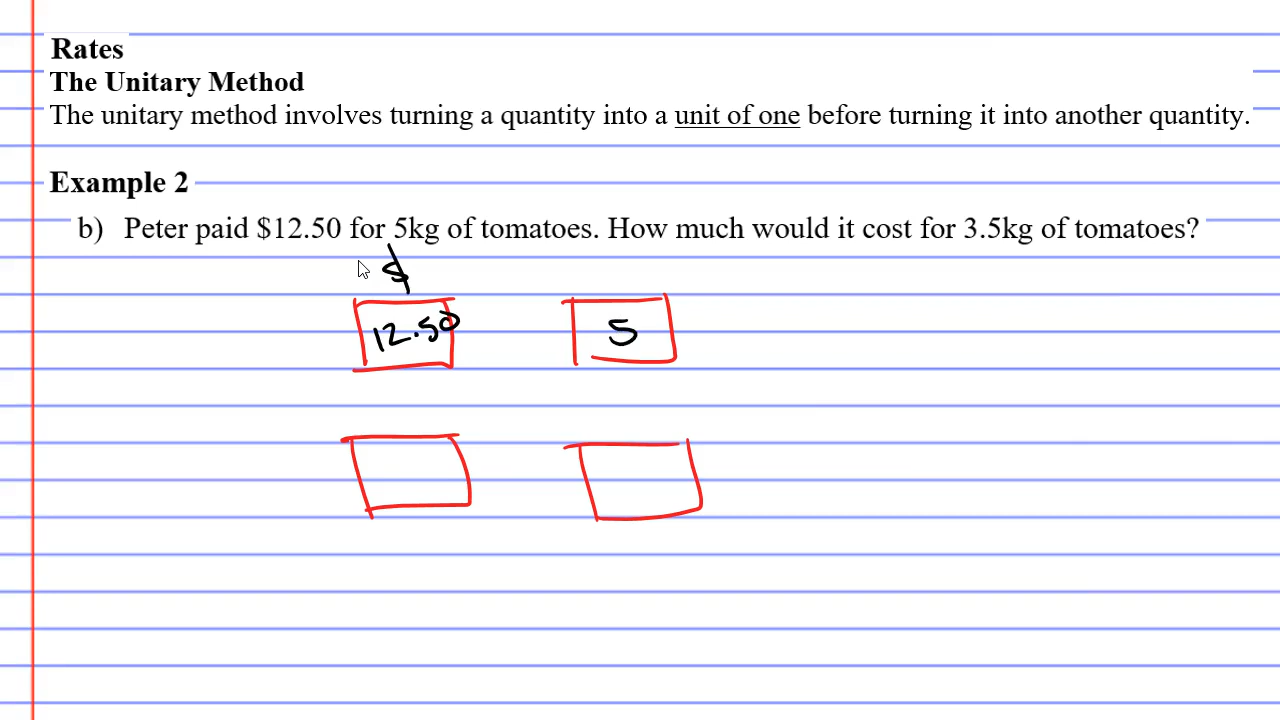 Rates
The Unitary Method
The unitary method involves turning a quantity into a unit of one before turning it into another quantity.
Example 2
b) Peter paid $12.50 for 5kg of tomatoes. How much would it cost for 3.5kg of tomatoes?
$
12.50 5